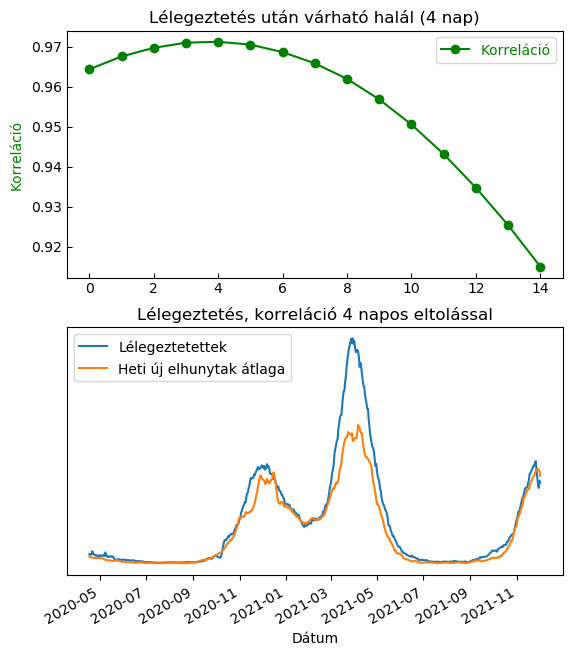 Lélegeztetés után várható halál (4 nap)
0.97
0.96
0.95
0.94
0.93
0.92
Korreláció
Korreláció
0 2 4 6 8 10 12 14
Lélegeztetés, korreláció 4 napos eltolással
Lélegeztetettek
Heti új elhunytak átlaga
2020-05 2020-07 2020-09 2020-11 2021-01 2021-03 2021-05 2021-07 2021-09 2021-11
Dátum